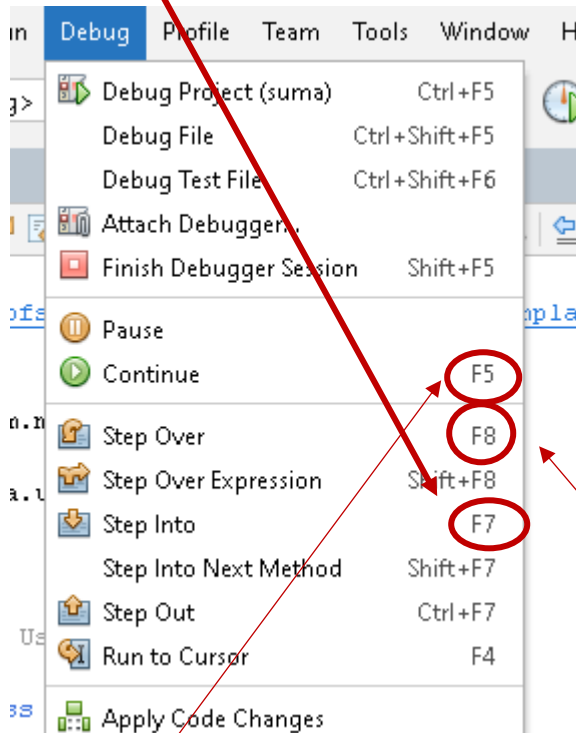 Debug Profile Team Tools Window H
g>
Debug Project (suma) Ctrl+F5
Debug File Ctrl+Shift+F5
Debug Test File Ctrl+Shift+F6
Attach Debugger...
Finish Debugger Session Shift+F5
Pause
Continue F5
Step Over F8
Step Over Expression Shift+F8
Step Into F7
Step Into Next Method Shift+F7
Step Out Ctrl+F7
Us
Run to Cursor F4
ss
Apply Code Changes